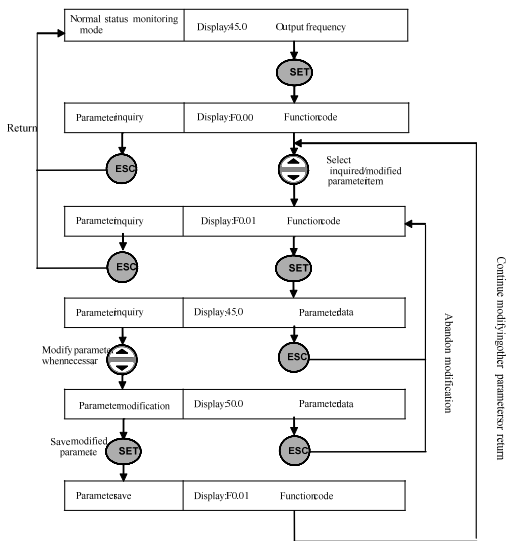 Normal status monitoring
mode
Display:45.0 Output frequency
SET
Parameterinquiry Display:F0.00 Functioncode
Return
ESC
Select
inquired/modified
parameteritem
Parameterinquiry Display:F0.01 Functioncode
ESC
SET
Parameterinquiry Display:45.0 Parameterdata
Modify parameter
whennecessar
ESC
Parametermodification Display:50.0 Parameterdata
Savemodified
paramete
SET
ESC
Parametersave Display:F0.01 Functioncode
Abandon modification
Continue modifyingother parametersor return